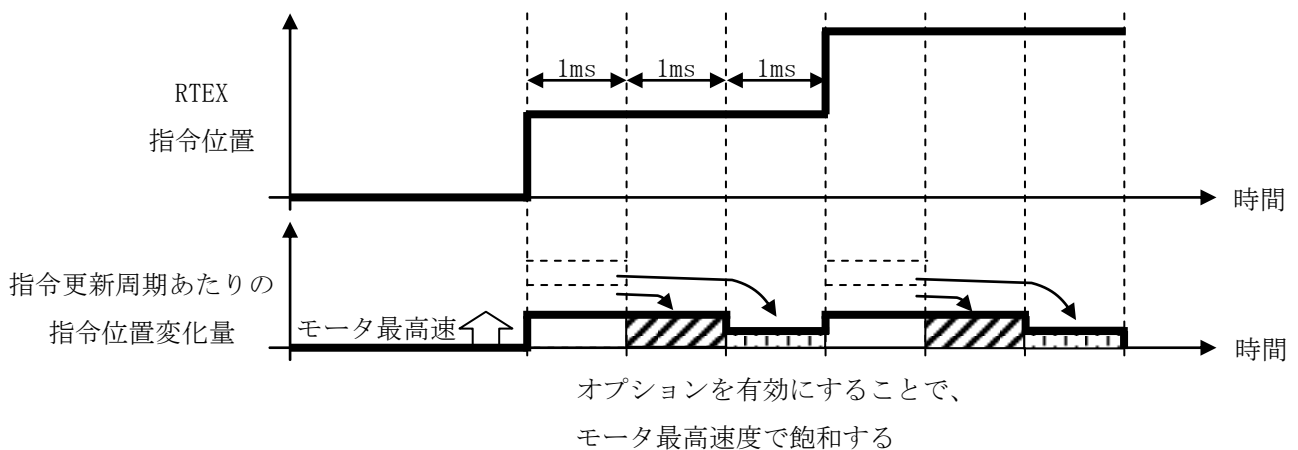 1ms
1ms
1ms
RTEX
指令位置
時間
指令更新周期あたりの
指令位置変化量
モータ最高速
時間
オプションを有効にすることで、
モータ最高速度で飽和する